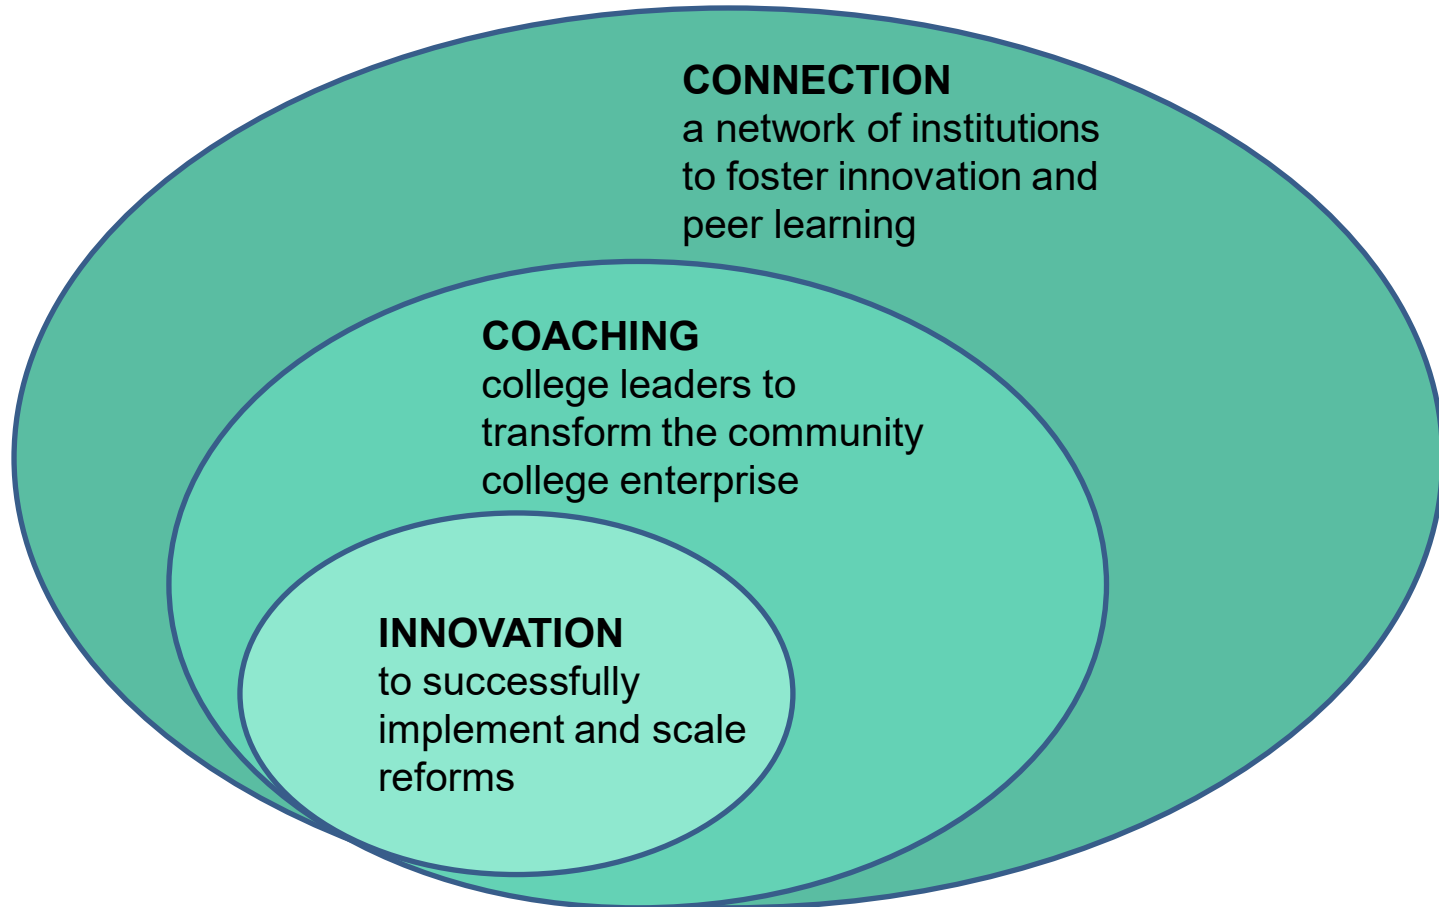 CONNECTION
a network of institutions
to foster innovation and
peer learning
COACHING
college leaders to
transform the community
college enterprise
INNOVATION
to successfully
implement and scale
reforms